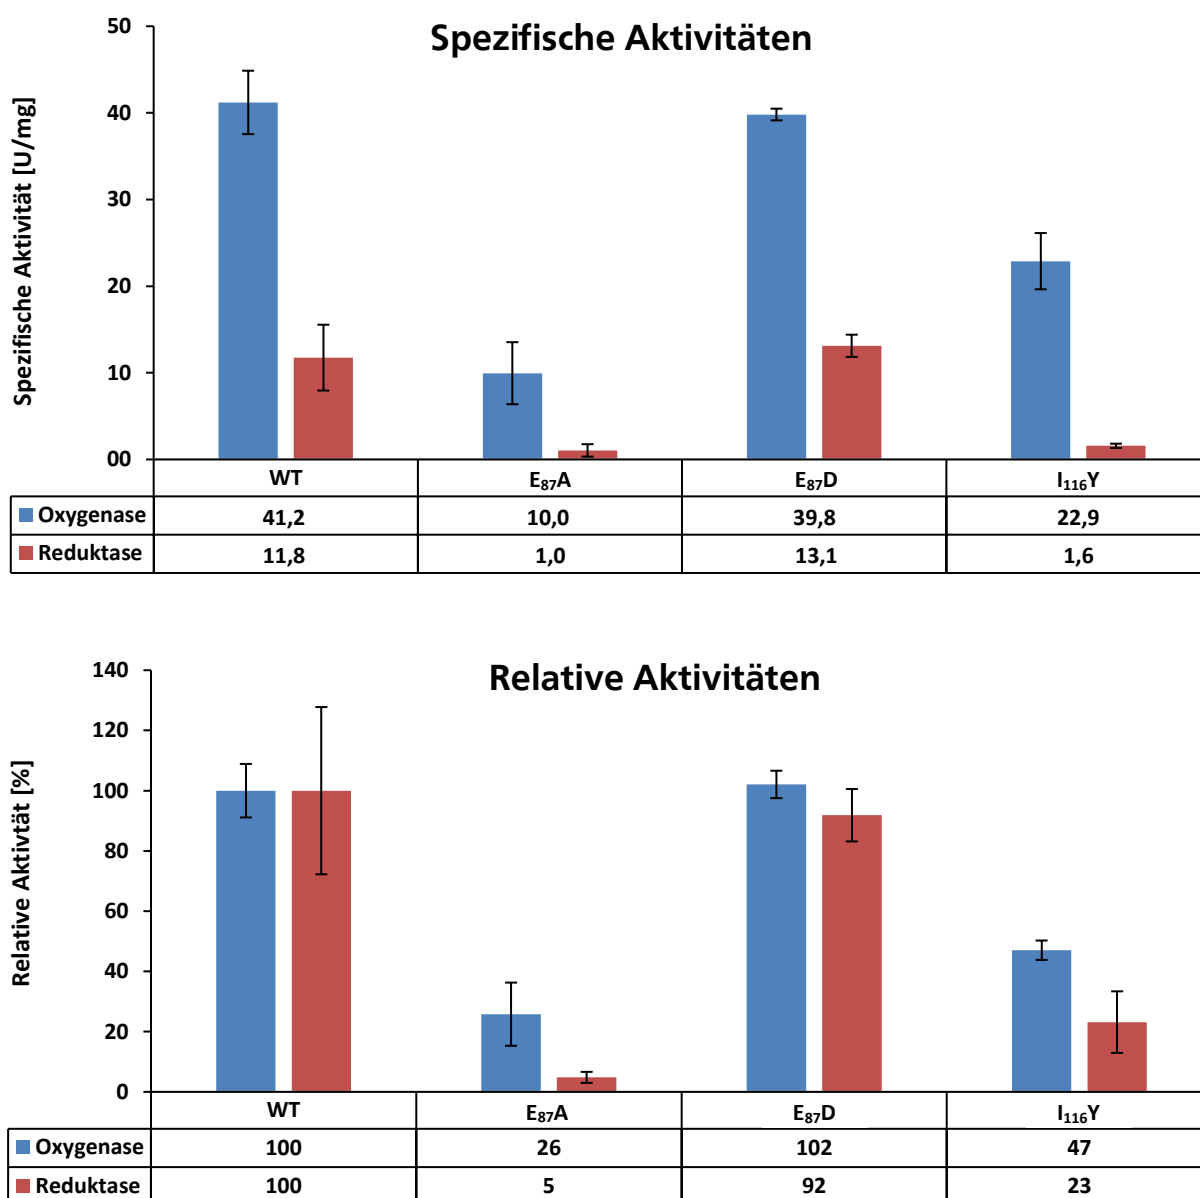 Spezifische Aktivitäten
Spezifische Aktivität [U/mg]
50
40
30
20
10
00
WT E₈₇A E₈₇D I₁₁₆Y
Oxygenase 41,2 10,0 39,8 22,9
Reduktase 11,8 1,0 13,1 1,6
Relative Aktivitäten
Relative Aktivtät [%]
140
120
100
80
60
40
20
0
WT E₈₇A E₈₇D I₁₁₆Y
Oxygenase 100 26 102 47
Reduktase 100 5 92 23